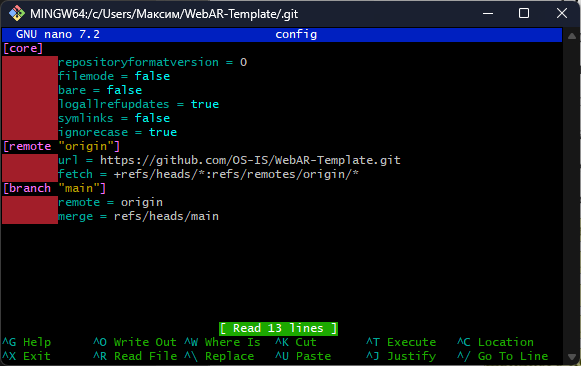 MINGW64:/c/Users/Максим/WebAR-Template/.git
GNU nano 7.2 config
[core]
repositoryformatversion = 0
filemode = false
bare = false
logallrefupdates = true
symlinks = false
ignorecase = true
[remote "origin"]
url = https://github.com/OS-IS/WebAR-Template.git
fetch = +refs/heads/*:refs/remotes/origin/*
[branch "main"]
remote = origin
merge = refs/heads/main
[ Read 13 lines ]
^G Help ^O Write Out ^W Where Is ^K Cut ^T Execute ^C Location
^X Exit ^R Read File ^\ Replace ^U Paste ^J Justify ^/ Go To Line